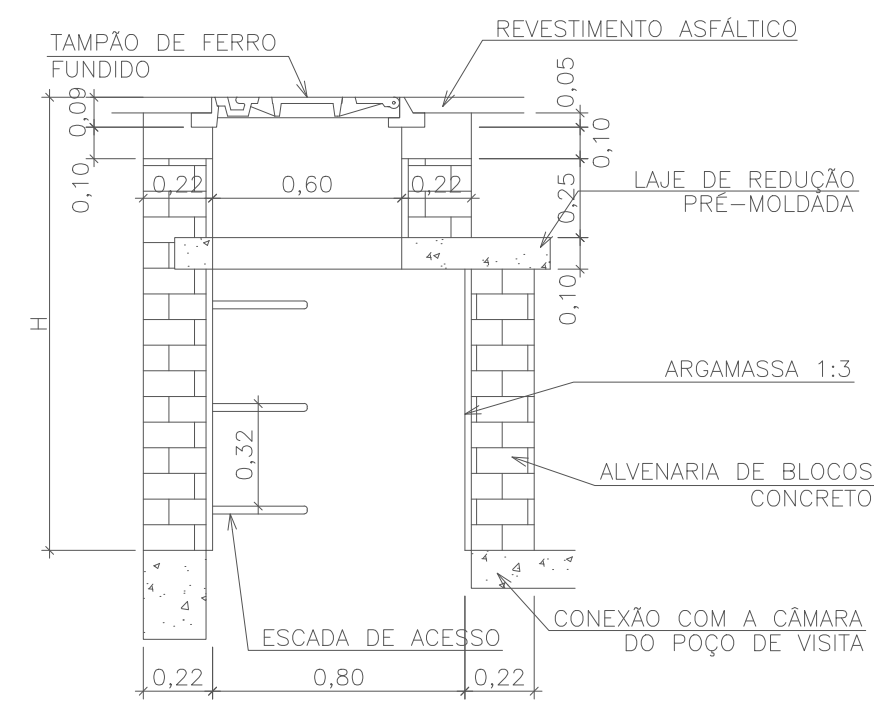 REVESTIMENTO ASFÁLTICO
TAMPÃO DE FERRO
FUNDIDO
0,09
0,05
0,10
0,10
0,22
0,60
0,22
0,25
LAJE DE REDUÇÃO
PRÉ-MOLDADA
0,10
H
ARGAMASSA 1:3
0,32
ALVENARIA DE BLOCOS
CONCRETO
CONEXÃO COM A CÂMARA
DO POÇO DE VISITA
ESCADA DE ACESSO
0,22
0,80
0,22